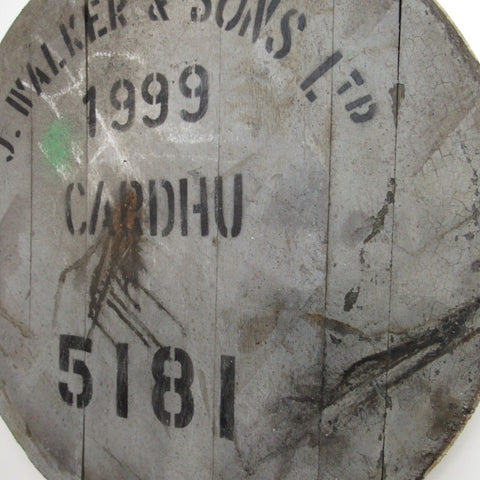 J. WALKER & SONS LTD
1999
CARDHU
5181